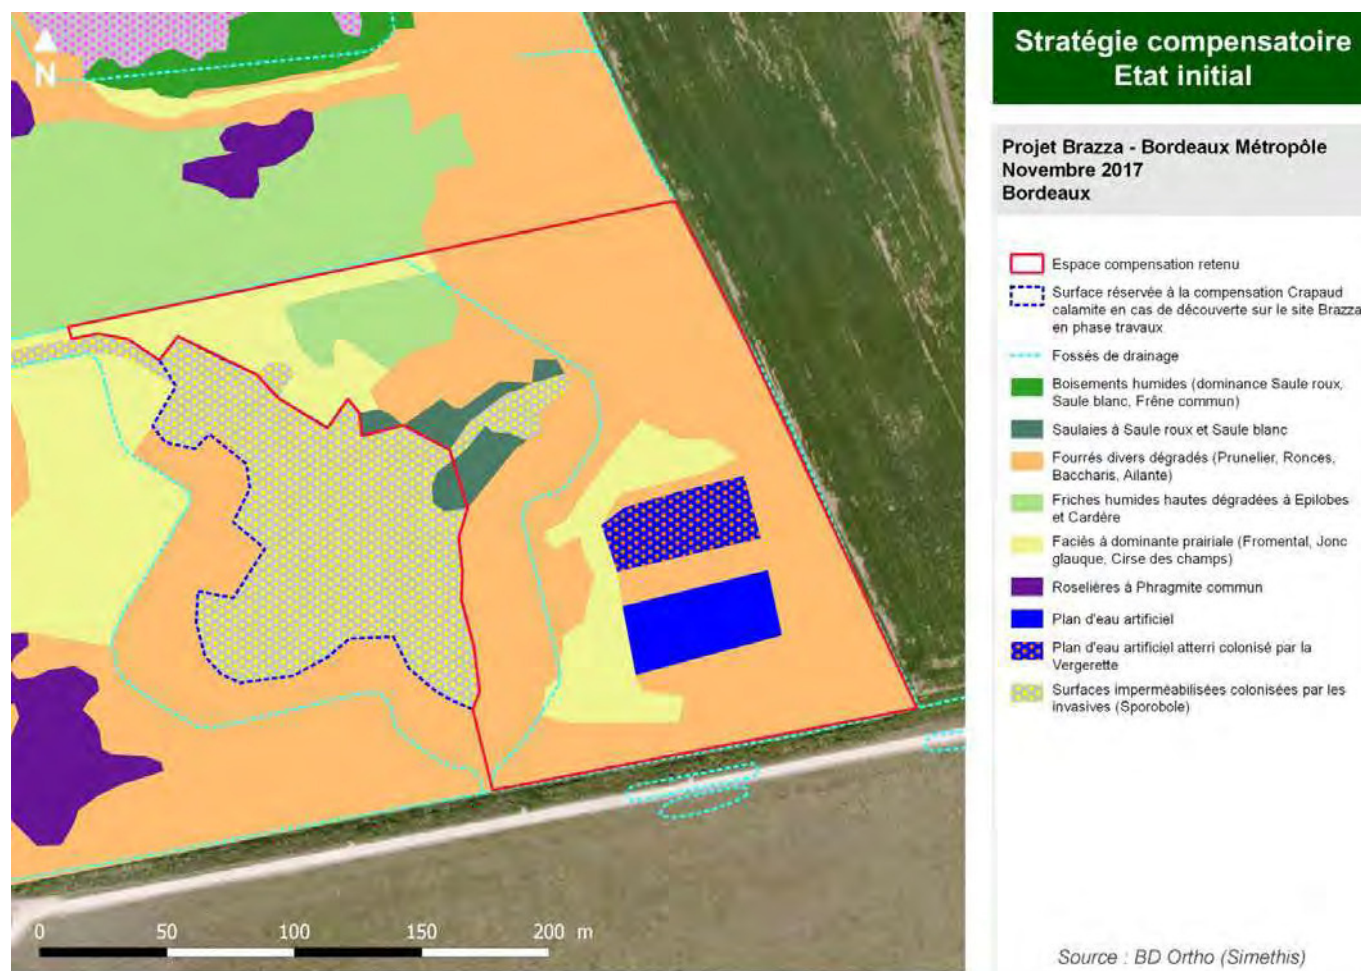 Stratégie compensatoire
Etat initial
Projet Brazza - Bordeaux Métropôle
Novembre 2017
Bordeaux
Espace compensation retenu
Surface réservée à la compensation Crapaud
calamite en cas de découverte sur le site Brazza
en phase travaux
Fossés de drainage
Boisements humides (dominance Saule roux,
Saule blanc, Frêne commun)
Saulaies à Saule roux et Saule blanc
Fourrés divers dégradés (Prunelier, Ronces,
Baccharis, Ailante)
Friches humides hautes dégradées à Epilobes
et Cardère
Faciès à dominante prairiale (Fromental, Jonc
glauque, Cirse des champs)
Roselières à Phragmite commun
Plan d'eau artificiel
Plan d'eau artificiel atterri colonisé par la
Vergerette
Surfaces imperméabilisées colonisées par les
invasives (Sporobole)
N
0 50 100 150 200 m
Source : BD Ortho (Simethis)